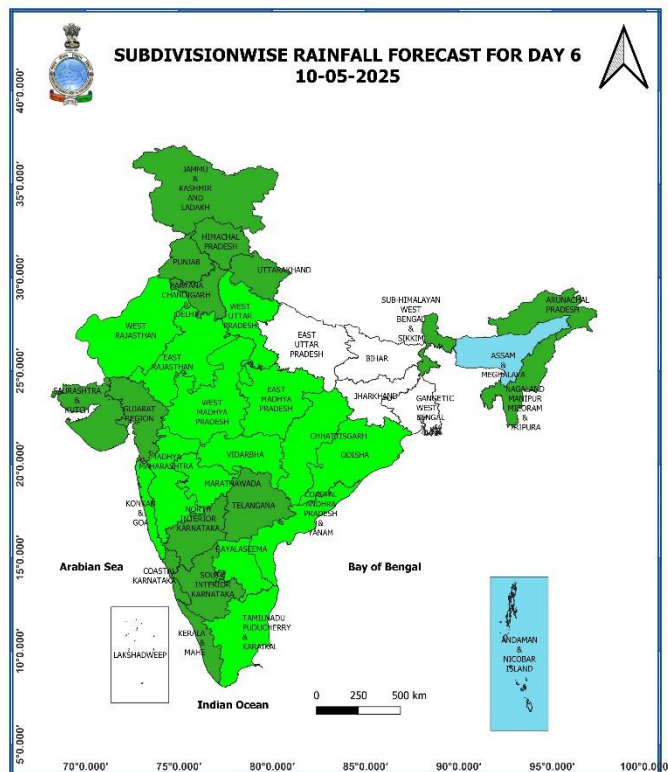 SUBDIVISIONWISE RAINFALL FORECAST FOR DAY 6
10-05-2025
40°0.000'
35°0.000'
30°0.000'
25°0.000'
20°0.000'
15°0.000'
10°0.000'
5°0.000'
JAMMU
&
KASHMIR
AND
LADAKH
HIMACHAL
PRADESH
PUNJAB
UTTARAKHAND
HARYANA
CHANDIGARH
&
DELHI
WEST
UTTAR
PRADESH
WEST
RAJASTHAN
EAST
RAJASTHAN
EAST
UTTAR
PRADESH
BIHAR
SUB-HIMALAYAN
WEST
BENGAL
&
SIKKIM
ARUNACHAL
PRADESH
ASSAM
&
MEGHALAYA
NAGALAND
MANIPUR
MIZORAM
&
TRIPURA
SAURASHTRA
&
KUTCH
GUJARAT
REGION
WEST
MADHYA
PRADESH
EAST
MADHYA
PRADESH
JHARKHAND
GANGETIC
WEST
BENGAL
CHHATTISGARH
ODISHA
VIDARBHA
MADHYA
MAHARASHTRA
MARATHWADA
KONKAN
&
GOA
TELANGANA
COASTAL
ANDHRA
PRADESH
&
YANAM
NORTH
INTERIOR
KARNATAKA
RAYALASEEMA
COASTAL
KARNATAKA
SOUTH
INTERIOR
KARNATAKA
KERALA
&
MAHE
TAMILNADU
PUDUCHERRY
&
KARAIKAL
LAKSHADWEEP
ANDAMAN
&
NICOBAR
ISLAND
Arabian Sea
Bay of Bengal
Indian Ocean
0 250 500 km
70°0.000' 75°0.000' 80°0.000' 85°0.000' 90°0.000' 95°0.000' 100°0.000'